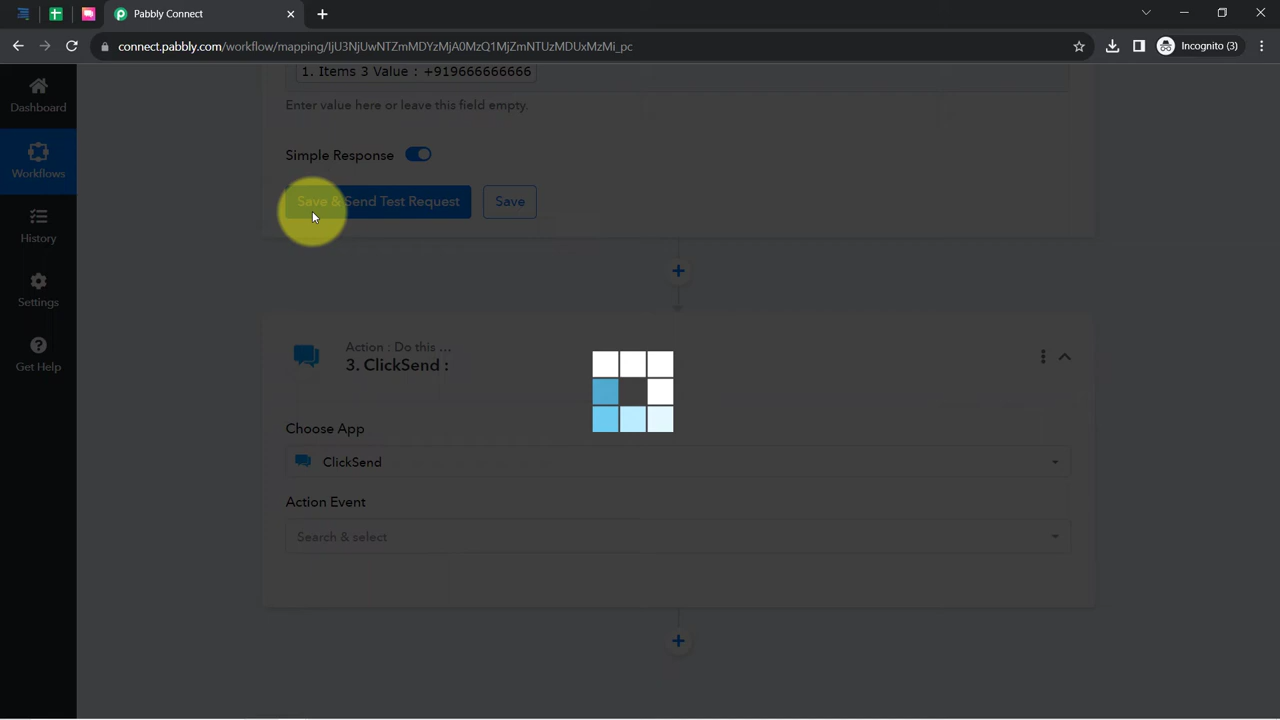 Pabbly Connect
connect.pabbly.com/workflow/mapping/IjU3NjUwNTZmMDYzMjA0MzQ1MjZmNTUzMDUxMzMi_pc
Incognito (3)
Dashboard
Workflows
History
Settings
Get Help
1. Items 3 Value : +919666666666
Enter value here or leave this field empty.
Simple Response
Save & Send Test Request
Save
Action : Do this ...
3. ClickSend :
Choose App
ClickSend
Action Event
Search & select